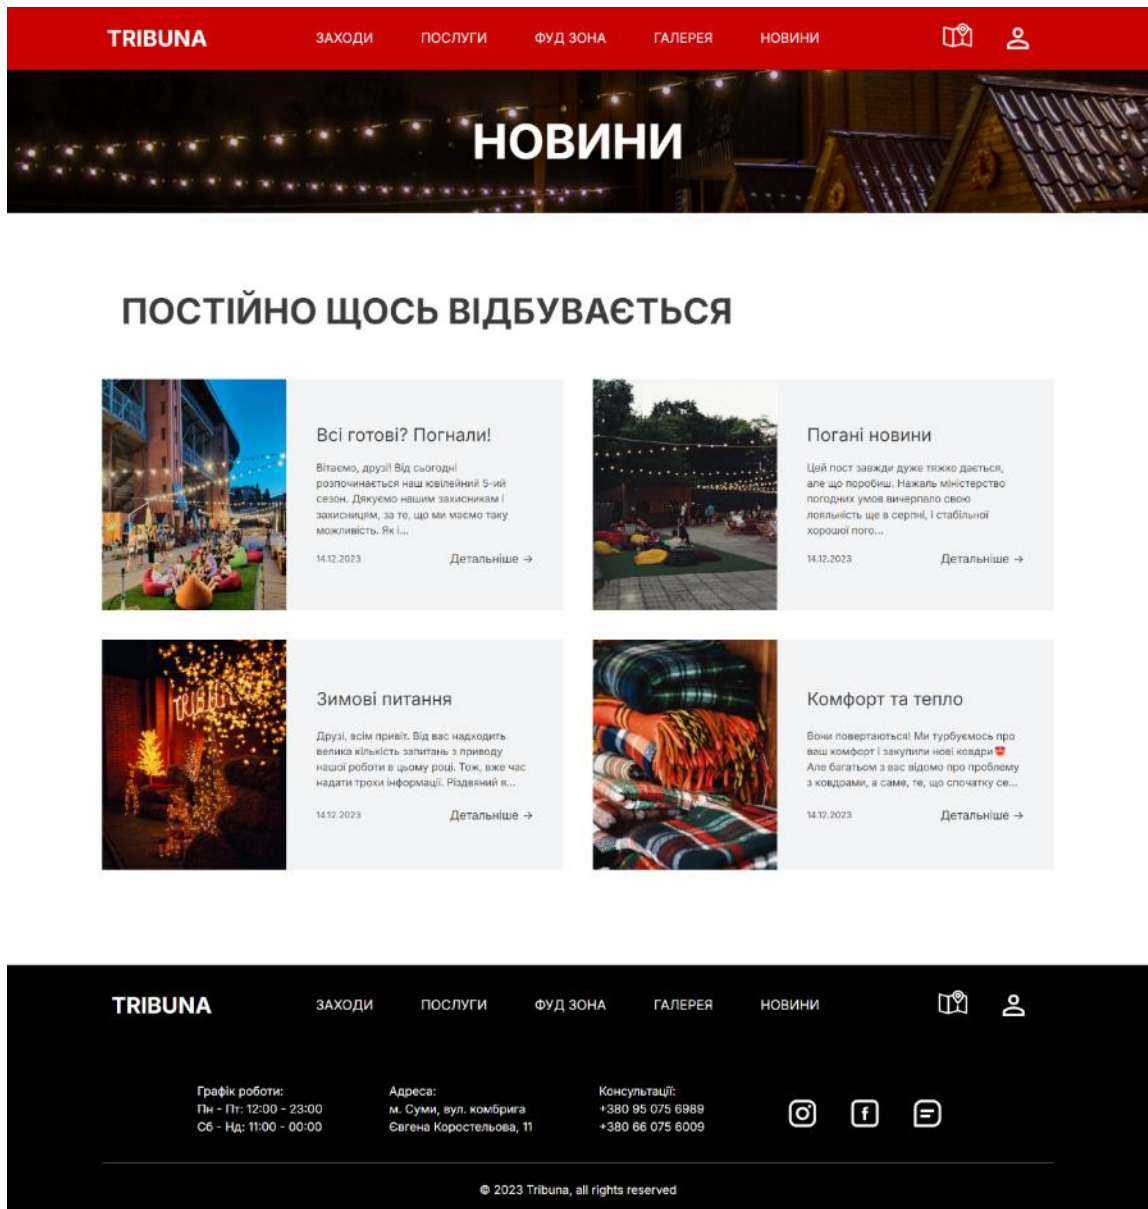 TRIBUNA ЗАХОДИ ПОСЛУГИ ФУД ЗОНА ГАЛЕРЕЯ НОВИНИ
НОВИНИ
ПОСТІЙНО ЩОСЬ ВІДБУВАЄТЬСЯ
Всі готові? Погнали!
Вітаємо, друзі! Від сьогодні
розпочинається наш ювілейний 5-ий
сезон. Дякуємо нашим захисникам і
захисницям, за те, що ми маємо таку
можливість. Як і...
14.12.2023 Детальніше →
Погані новини
Цей пост завжди дуже тяжко дається,
але що поробиш. Нажаль міністерство
погодних умов вичерпало свою
лояльність ще в серпні, і стабільної
хорошої пого...
14.12.2023 Детальніше →
Зимові питання
Друзі, всім привіт. Від вас надходить
велика кількість запитань з приводу
нашої роботи в цьому році. Тож, вже час
надати трохи інформації. Різдвяний я...
14.12.2023 Детальніше →
Комфорт та тепло
Вони повертаються! Ми турбуємось про
ваш комфорт і закупили нові ковдри😍
Але багатьом з вас відомо про проблему
з ковдрами, а саме, те, що спочатку се...
14.12.2023 Детальніше →
TRIBUNA ЗАХОДИ ПОСЛУГИ ФУД ЗОНА ГАЛЕРЕЯ НОВИНИ
Графік роботи:
Пн - Пт: 12:00 - 23:00
Сб - Нд: 11:00 - 00:00
Адреса:
м. Суми, вул. комбрига
Євгена Коростельова, 11
Консультації:
+380 95 075 6989
+380 66 075 6009
© 2023 Tribuna, all rights reserved